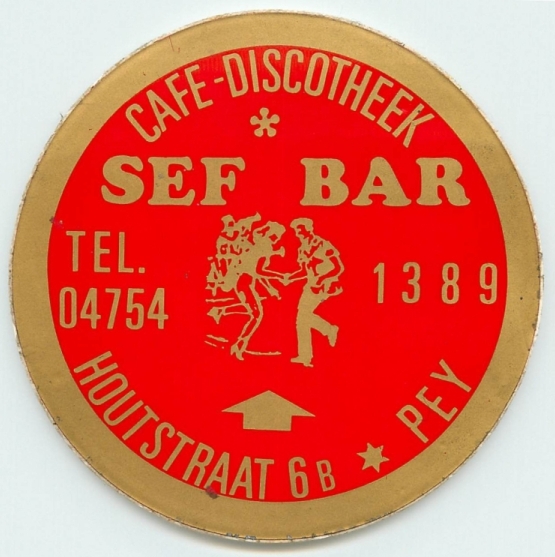 CAFE-DISCOTHEEK
SEF BAR
TEL.
04754
1389
HOUTSTRAAT 6B
PEY